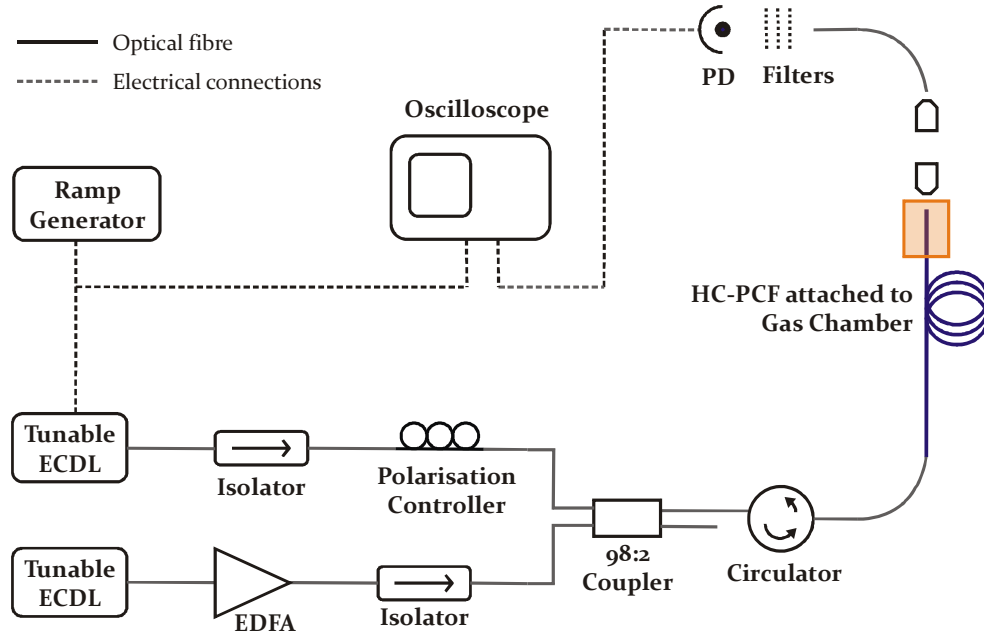 Optical fibre
Electrical connections
PD
Filters
Oscilloscope
Ramp
Generator
HC-PCF attached to
Gas Chamber
Tunable
ECDL
Isolator
Polarisation
Controller
98:2
Coupler
Circulator
Tunable
ECDL
EDFA
Isolator